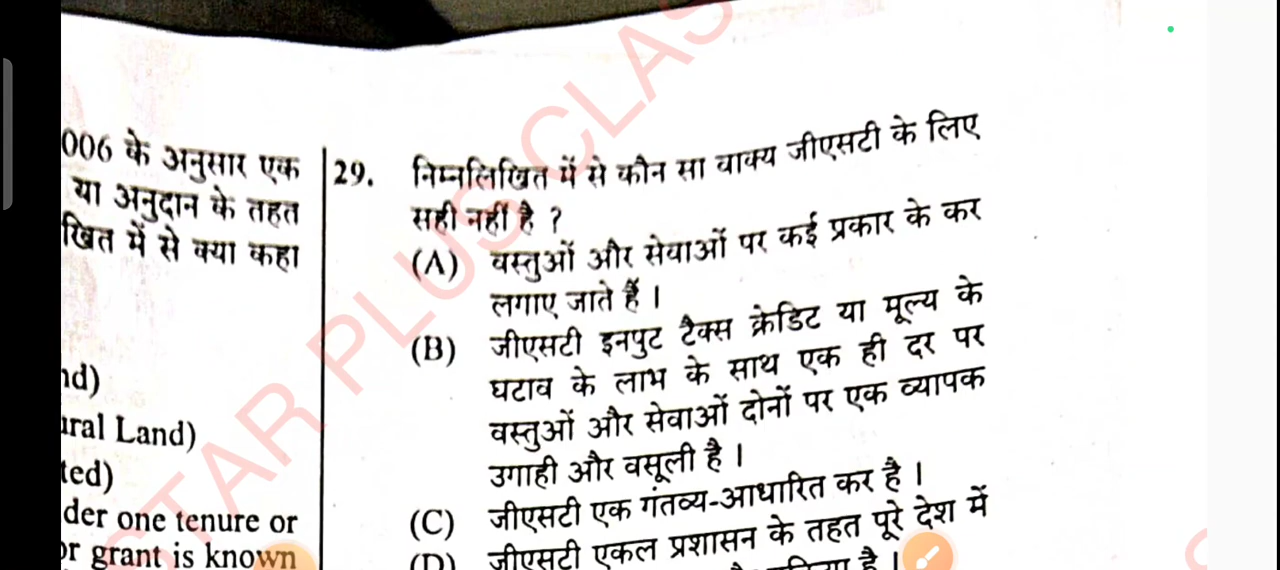 006 के अनुसार एक
या अनुदान के तहत
खित में से क्या कहा
nd)
ural Land)
ted)
der one tenure or
or grant is known
29. निम्नलिखित में से कौन सा वाक्य जीएसटी के लिए
सही नहीं है ?
(A) वस्तुओं और सेवाओं पर कई प्रकार के कर
लगाए जाते हैं ।
(B) जीएसटी इनपुट टैक्स क्रेडिट या मूल्य के
घटाव के लाभ के साथ एक ही दर पर
वस्तुओं और सेवाओं दोनों पर एक व्यापक
उगाही और वसूली है ।
(C) जीएसटी एक गंतव्य-आधारित कर है ।
(D) जीएसटी एकल प्रशासन के तहत पूरे देश में
है ।
STAR PLUS CLAS